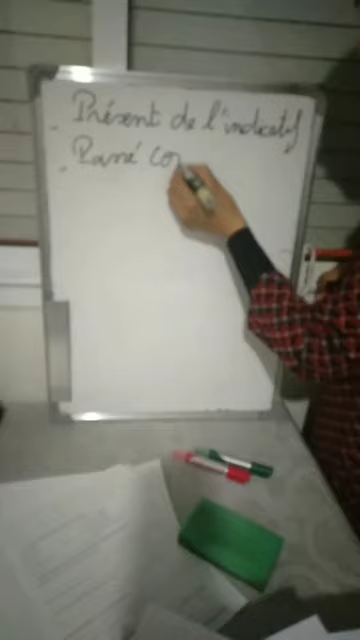 - Présent de l'indicatif
- Passé co